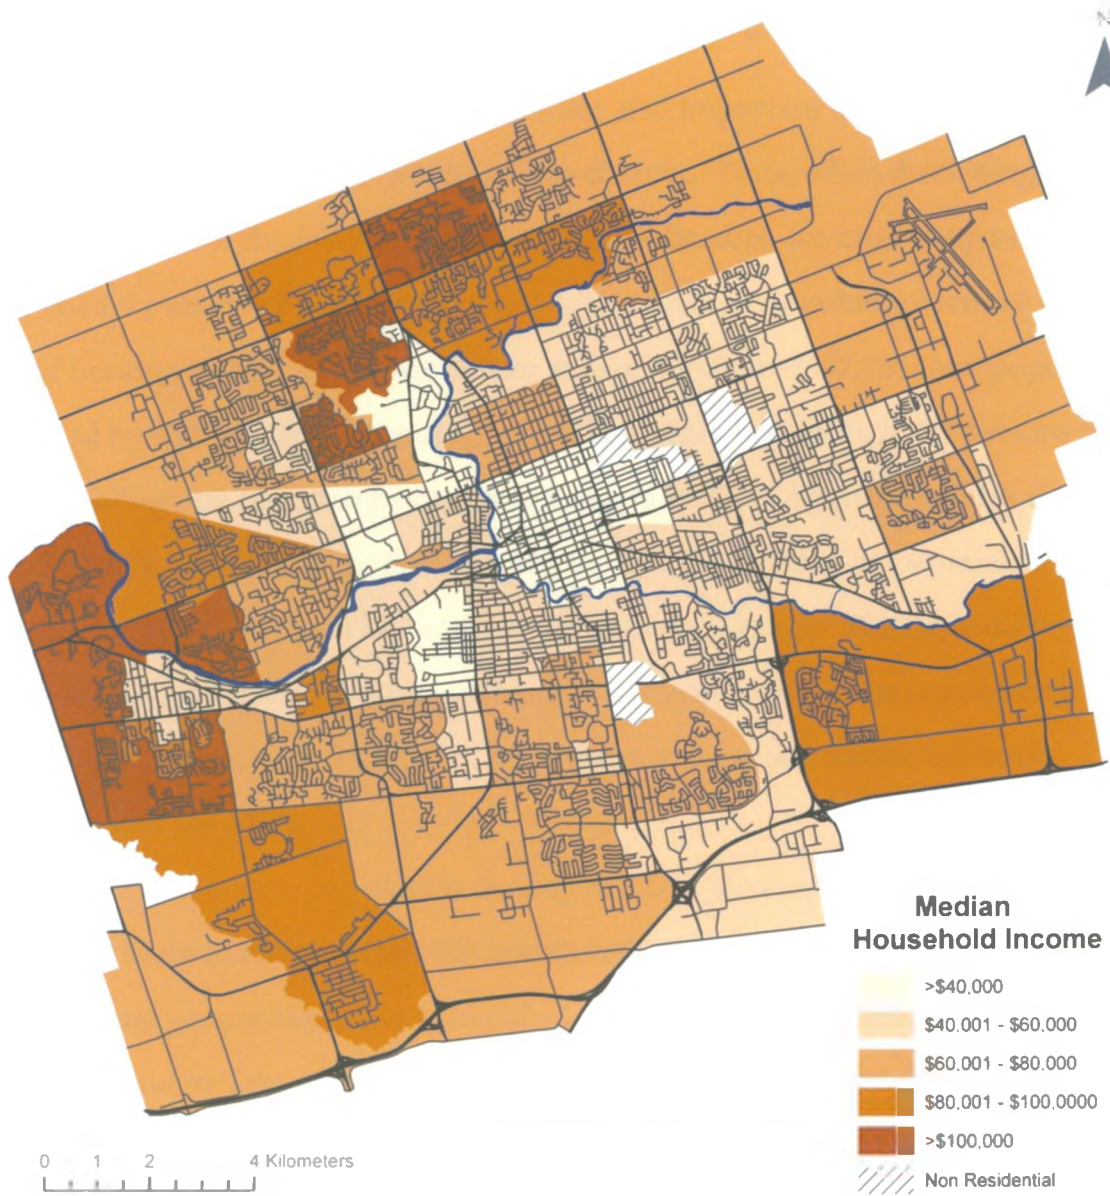 N
Median
Household Income
>$40,000
$40.001 - $60.000
$60.001 - $80.000
$80,001 - $100,0000
>$100,000
Non Residential
0 1 2 4 Kilometers